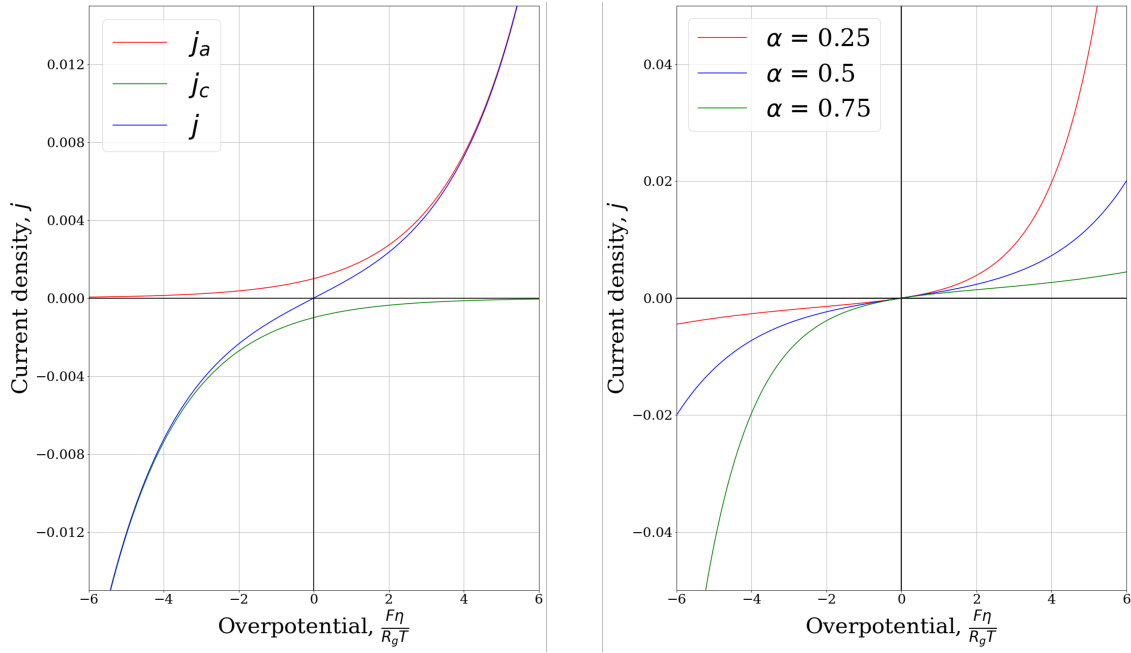 j_a
j_c
j
0.012
0.008
0.004
0.000
−0.004
−0.008
−0.012
−6 −4 −2 0 2 4 6
Current density, j
Overpotential, Fη/R_gT
α = 0.25
α = 0.5
α = 0.75
0.04
0.02
0.00
−0.02
−0.04
−6 −4 −2 0 2 4 6
Current density, j
Overpotential, Fη/R_gT